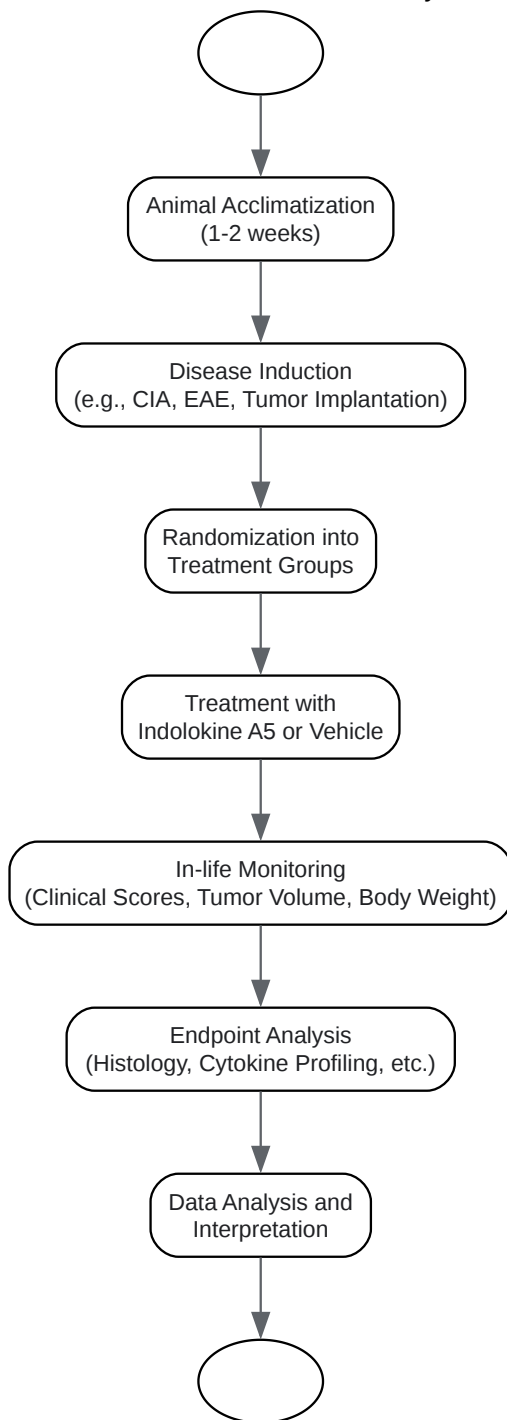 Animal Acclimatization
(1-2 weeks)
Disease Induction
(e.g., CIA, EAE, Tumor Implantation)
Randomization into
Treatment Groups
Treatment with
Indolokine A5 or Vehicle
In-life Monitoring
(Clinical Scores, Tumor Volume, Body Weight)
Endpoint Analysis
(Histology, Cytokine Profiling, etc.)
Data Analysis and
Interpretation